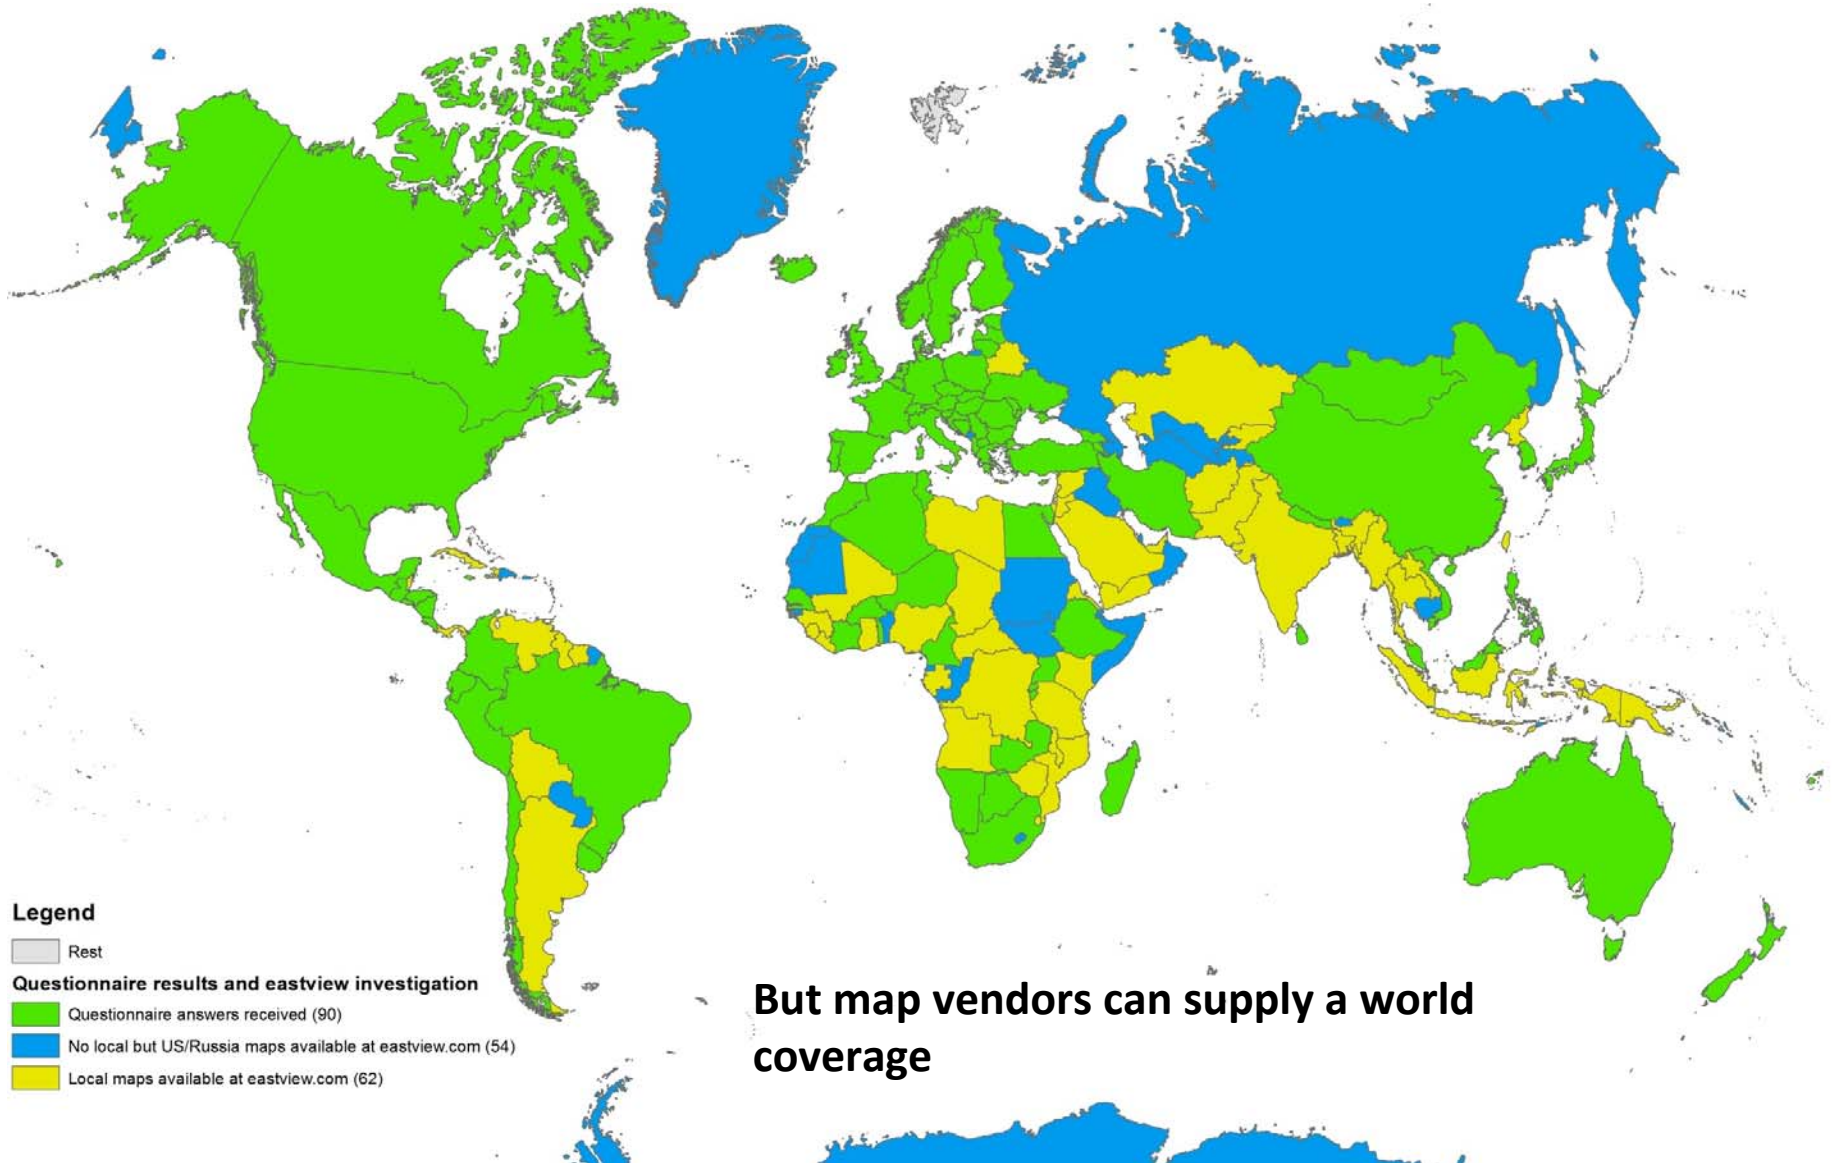 Legend
Rest
Questionnaire results and eastview investigation
Questionnaire answers received (90)
No local but US/Russia maps available at eastview.com (54)
Local maps available at eastview.com (62)
But map vendors can supply a world
coverage